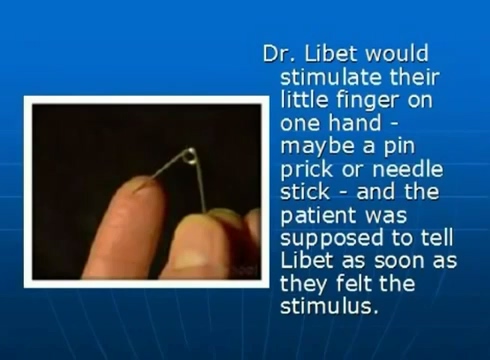 Dr. Libet would
stimulate their
little finger on
one hand -
maybe a pin
prick or needle
stick - and the
patient was
supposed to tell
Libet as soon as
they felt the
stimulus.